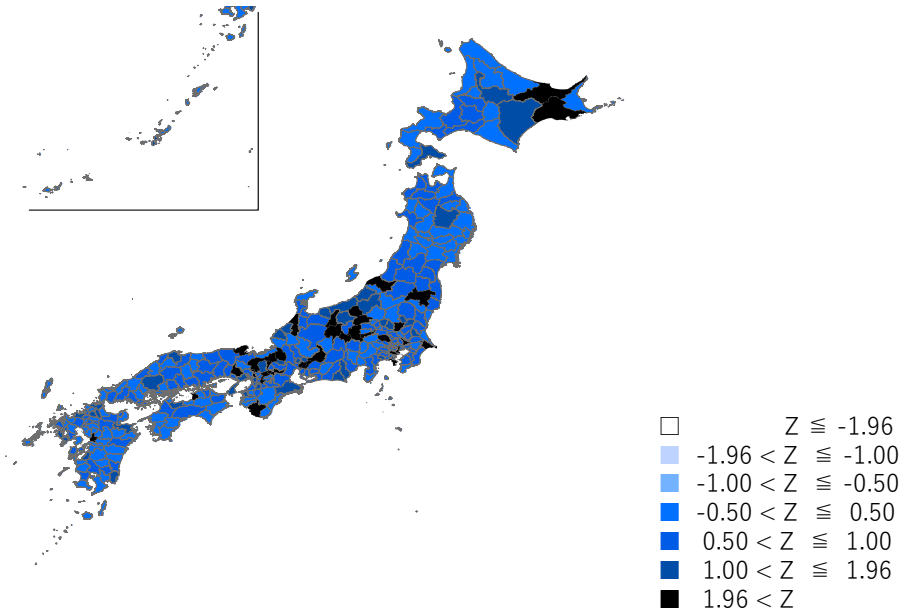 Z ≦ -1.96
-1.96 < Z ≦ -1.00
-1.00 < Z ≦ -0.50
-0.50 < Z ≦ 0.50
0.50 < Z ≦ 1.00
1.00 < Z ≦ 1.96
1.96 < Z